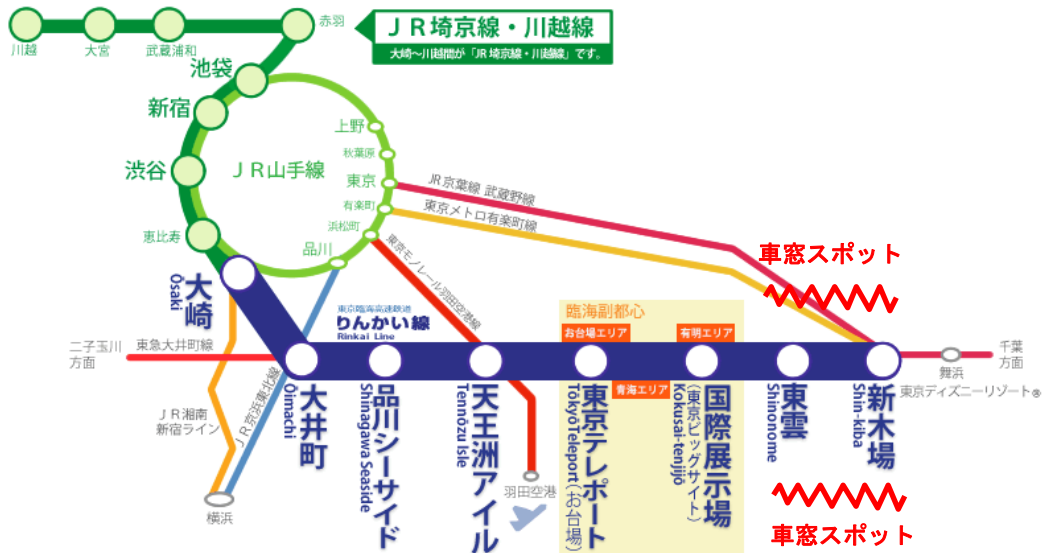 川越
大宮
武蔵浦和
赤羽
JR埼京線・川越線
大崎～川越間が「JR埼京線・川越線」です。
池袋
新宿
渋谷
恵比寿
JR山手線
上野
秋葉原
東京
有楽町
浜松町
品川
JR京葉線 武蔵野線
東京メトロ有楽町線
東京モノレール羽田空港線
車窓スポット
大崎
Ōsaki
東京臨海高速鉄道
りんかい線
Rinkai Line
臨海副都心
お台場エリア
有明エリア
青海エリア
二子玉川
方面
東急大井町線
千葉
方面
舞浜
東京ディズニーリゾート®
大井町
Ōimachi
品川シーサイド
Shinagawa Seaside
天王洲アイル
Tennōzu Isle
東京テレポート
(お台場)
TōkyōTeleport
国際展示場
(東京ビッグサイト)
Kokusai-tenjijō
東雲
Shinonome
新木場
Shin-kiba
JR湘南
新宿ライン
JR京浜東北線
横浜
羽田空港
車窓スポット